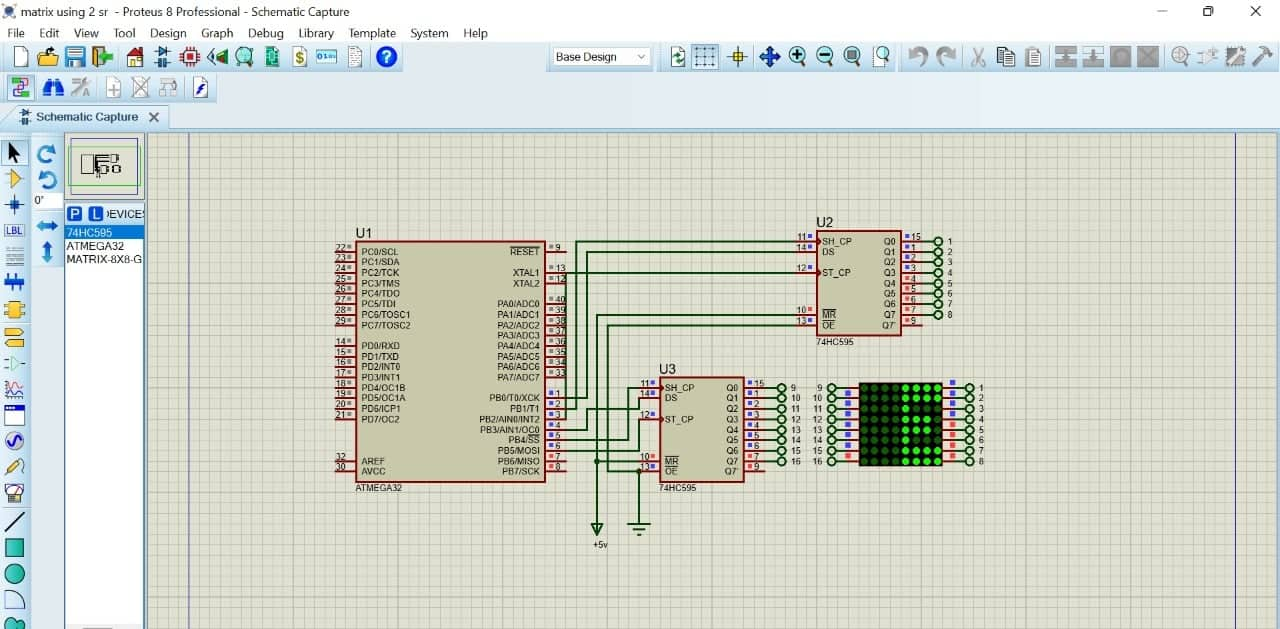 matrix using 2 sr - Proteus 8 Professional - Schematic Capture
File Edit View Tool Design Graph Debug Library Template System Help
Base Design
Schematic Capture
0°
P L DEVICES
74HC595
ATMEGA32
MATRIX-8X8-G
LBL
U1
22 PC0/SCL
23 PC1/SDA
24 PC2/TCK
25 PC3/TMS
26 PC4/TDO
27 PC5/TDI
28 PC6/TOSC1
29 PC7/TOSC2
14 PD0/RXD
15 PD1/TXD
16 PD2/INT0
17 PD3/INT1
18 PD4/OC1B
19 PD5/OC1A
20 PD6/ICP1
21 PD7/OC2
32 AREF
30 AVCC
RESET 9
XTAL1 13
XTAL2 12
PA0/ADC0 40
PA1/ADC1 39
PA2/ADC2 38
PA3/ADC3 37
PA4/ADC4 36
PA5/ADC5 35
PA6/ADC6 34
PA7/ADC7 33
PB0/T0/XCK 1
PB1/T1 2
PB2/AIN0/INT2 3
PB3/AIN1/OC0 4
PB4/SS 5
PB5/MOSI 6
PB6/MISO 7
PB7/SCK 8
ATMEGA32
U2
11 SH_CP Q0 15 1
14 DS Q1 1 2
Q2 2 3
12 ST_CP Q3 3 4
Q4 4 5
Q5 5 6
Q6 6 7
10 MR Q7 7 8
13 OE Q7' 9
74HC595
U3
11 SH_CP Q0 15 9
14 DS Q1 1 10
Q2 2 11
12 ST_CP Q3 3 12
Q4 4 13
Q5 5 14
Q6 6 15
10 MR Q7 7 16
13 OE Q7' 9
74HC595
9 1
10 2
11 3
12 4
13 5
14 6
15 7
16 8
+5v